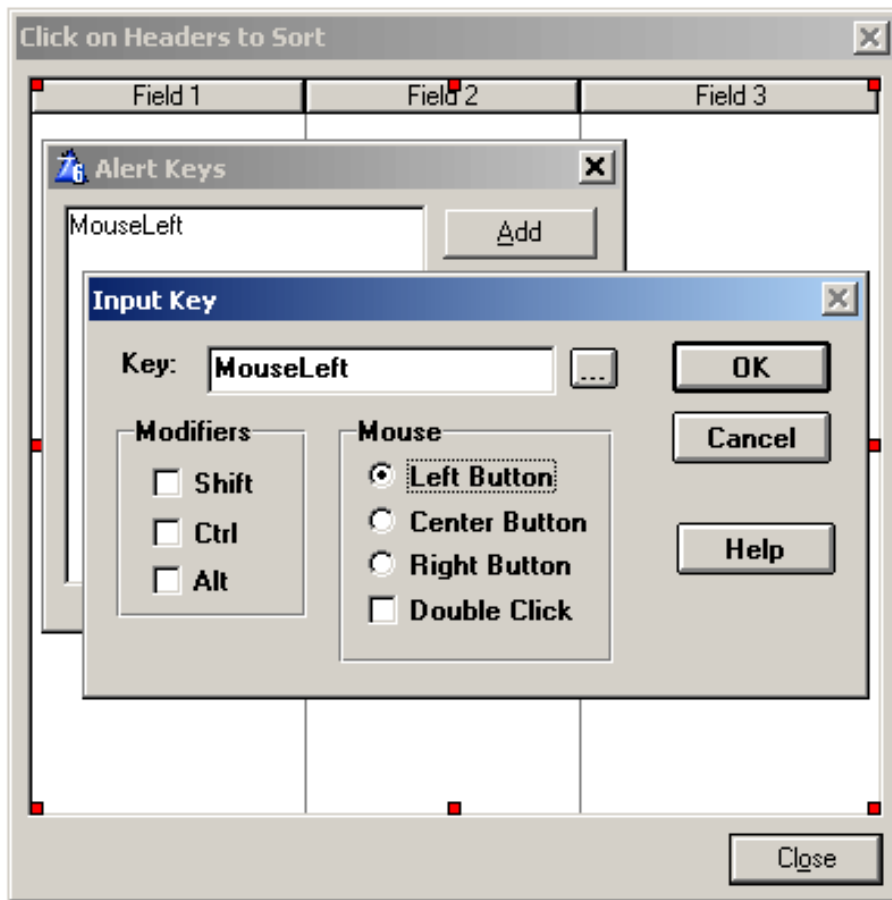 Click on Headers to Sort
Field 1 Field 2 Field 3
Alert Keys
MouseLeft
Add
Input Key
Key: MouseLeft ... OK
Modifiers Mouse Cancel
Shift Left Button
Ctrl Center Button
Alt Right Button Help
Double Click
Close